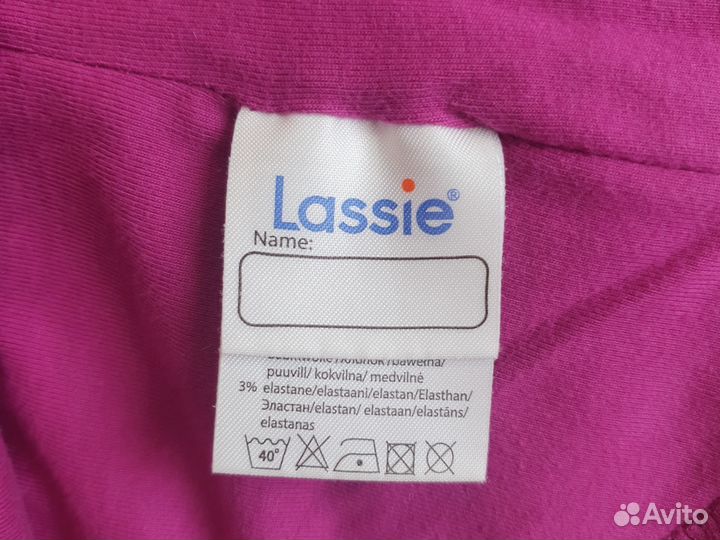 Lassie®
Name:
puuvill/ kokvilna/ medvilnė
3% elastane/elastaani/elastan/Elasthan/
Эластан/elastan/ elastaan/elastāns/
elastanas
40°
Avito